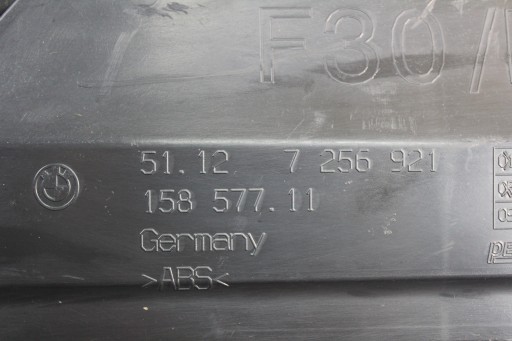 F30/
51.12 7 256 921
158 577.11
Germany
>ABS<